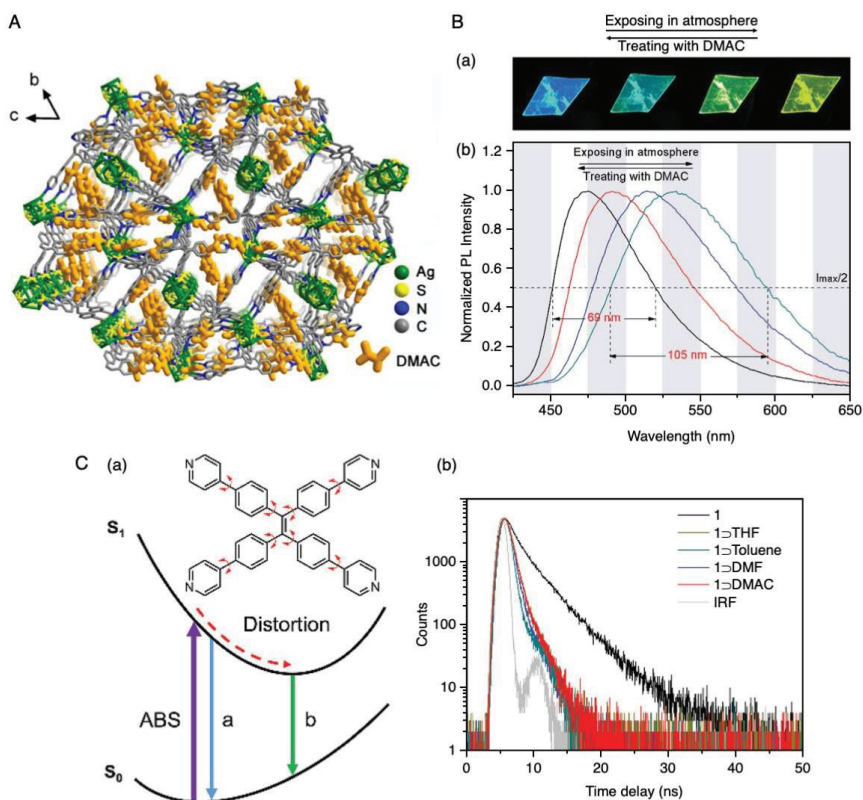 A
b
c
Ag
S
N
C
DMAC
B
Exposing in atmosphere
Treating with DMAC
(a)
(b)
1.2
1.0
0.8
0.6
0.4
0.2
0.0
Normalized PL Intensity
Exposing in atmosphere
Treating with DMAC
Imax/2
69 nm
105 nm
450 500 550 600 650
Wavelength (nm)
C (a)
N N
N N
S1
Distortion
ABS
a
b
S0
(b)
1000
100
10
1
Counts
1
1⊃THF
1⊃Toluene
1⊃DMF
1⊃DMAC
IRF
0 10 20 30 40 50
Time delay (ns)